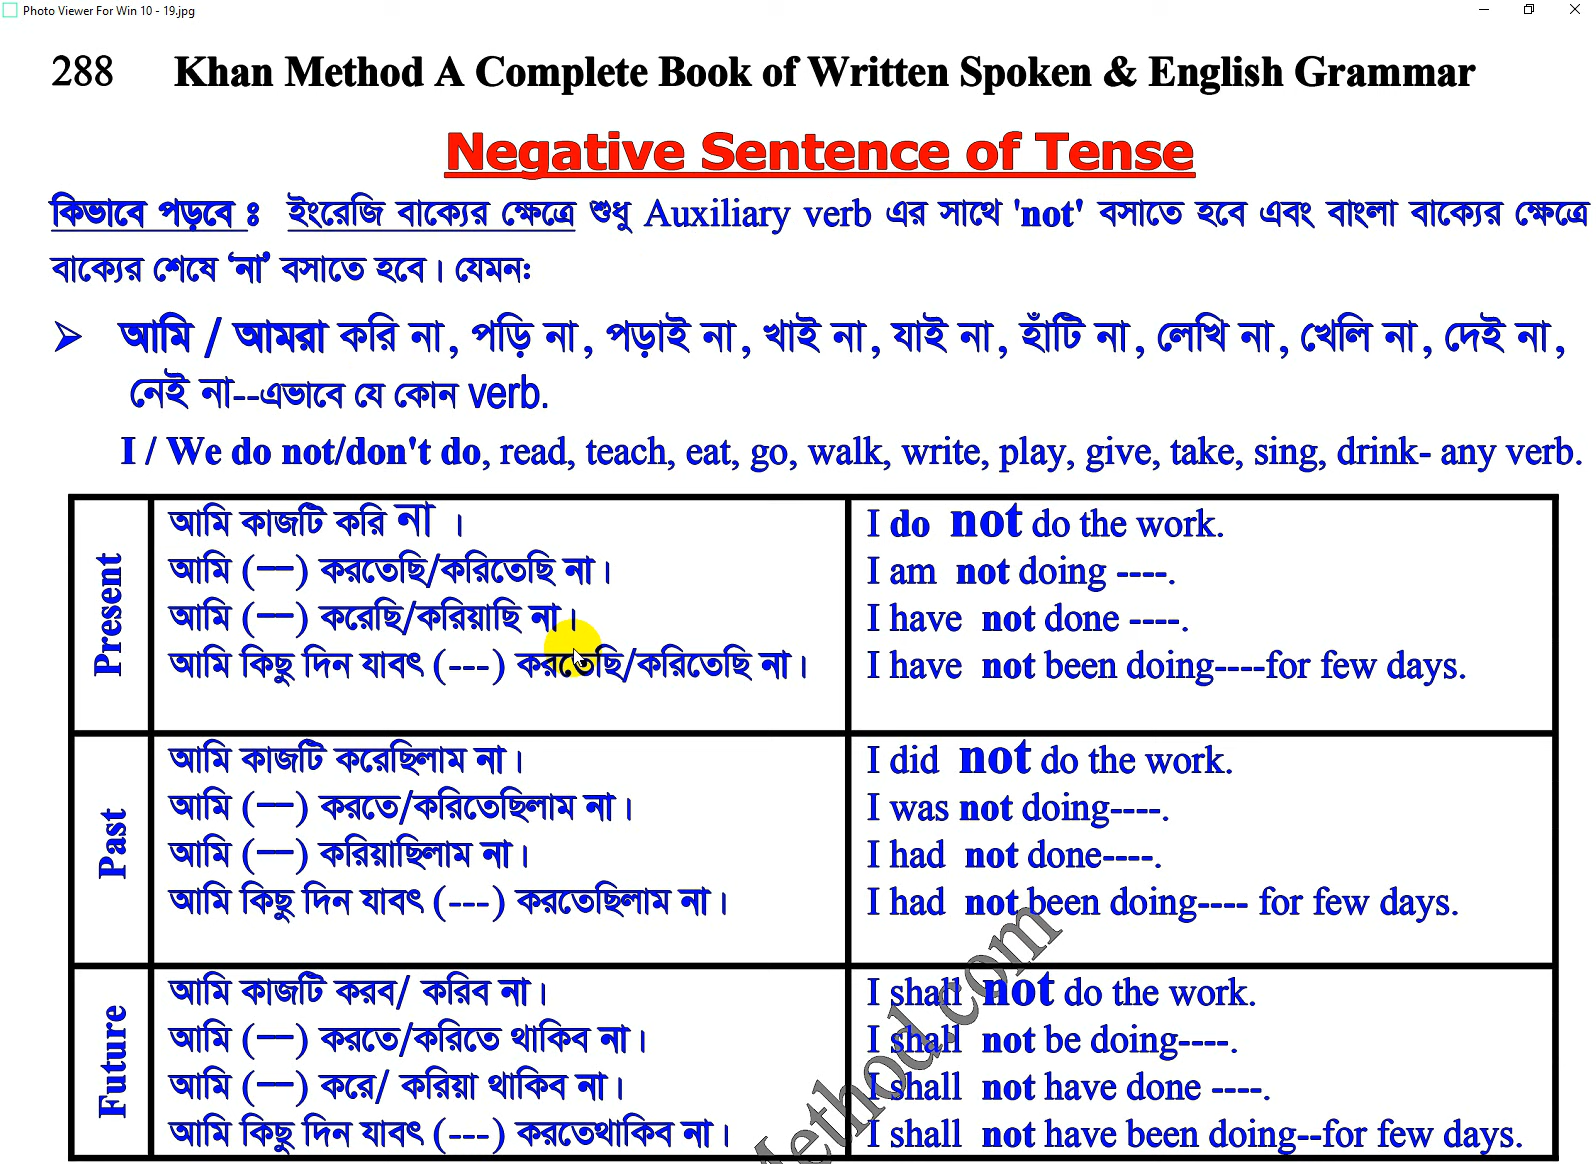 Photo Viewer For Win 10 - 19.jpg
288 Khan Method A Complete Book of Written Spoken & English Grammar
Negative Sentence of Tense
কিভাবে পড়বে ঃ ইংরেজি বাক্যের ক্ষেত্রে শুধু Auxiliary verb এর সাথে 'not' বসাতে হবে এবং বাংলা বাক্যের ক্ষেত্রে
বাক্যের শেষে ‘না’ বসাতে হবে। যেমনঃ
➢ আমি / আমরা করি না, পড়ি না, পড়াই না, খাই না, যাই না, হাঁটি না, লেখি না, খেলি না, দেই না,
নেই না--এভাবে যে কোন verb.
I / We do not/don't do, read, teach, eat, go, walk, write, play, give, take, sing, drink- any verb.
Present
আমি কাজটি করি না । I do not do the work.
আমি (—) করতেছি/করিতেছি না। I am not doing ----.
আমি (—) করেছি/করিয়াছি না। I have not done ----.
আমি কিছু দিন যাবৎ (---) করতেছি/করিতেছি না। I have not been doing----for few days.
Past
আমি কাজটি করেছিলাম না। I did not do the work.
আমি (—) করতে/করিতেছিলাম না। I was not doing----.
আমি (—) করিয়াছিলাম না। I had not done----.
আমি কিছু দিন যাবৎ (---) করতেছিলাম না। I had not been doing---- for few days.
Future
আমি কাজটি করব/ করিব না। I shall not do the work.
আমি (—) করতে/করিতে থাকিব না। I shall not be doing----.
আমি (—) করে/ করিয়া থাকিব না। I shall not have done ----.
আমি কিছু দিন যাবৎ (---) করতেথাকিব না। I shall not have been doing--for few days.
Method.com